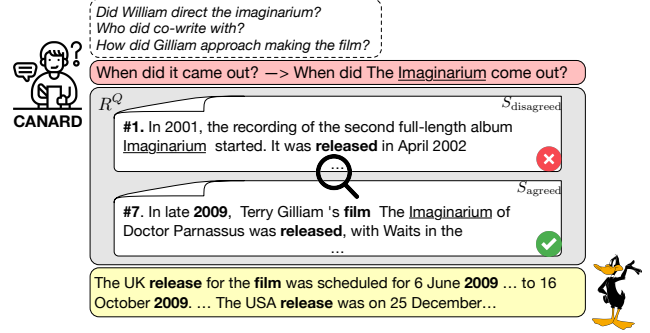 Did William direct the imaginarium?
Who did co-write with?
How did Gilliam approach making the film?
?
When did it came out? —> When did The Imaginarium come out?
CANARD
R^Q
S_disagreed
#1. In 2001, the recording of the second full-length album
Imaginarium started. It was released in April 2002
...
S_agreed
#7. In late 2009, Terry Gilliam 's film The Imaginarium of
Doctor Parnassus was released, with Waits in the
...
The UK release for the film was scheduled for 6 June 2009 ... to 16
October 2009. ... The USA release was on 25 December...